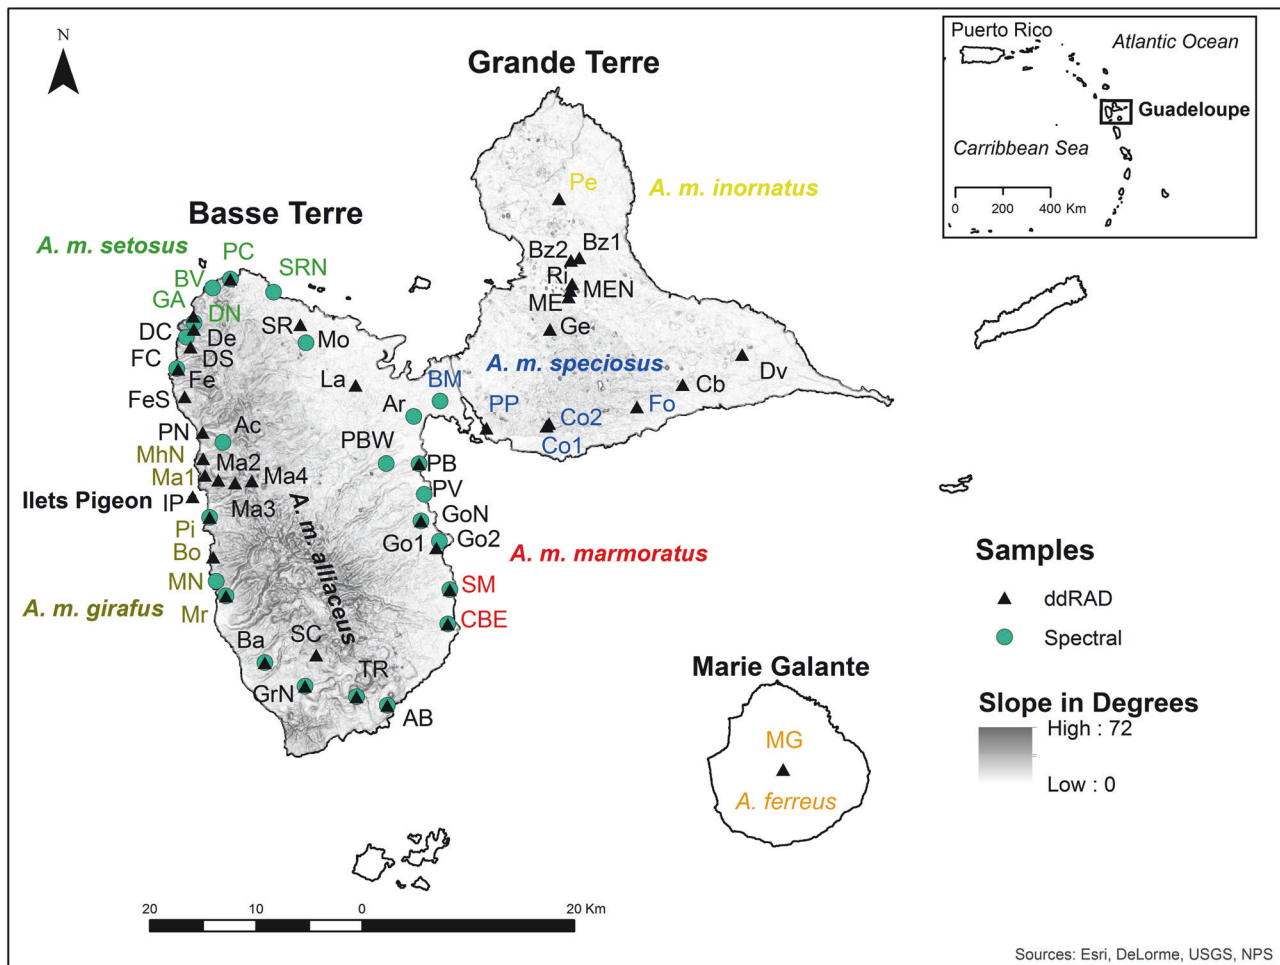 N
Grande Terre
Puerto Rico
Atlantic Ocean
Guadeloupe
Carribbean Sea
0 200 400 Km
Pe
A. m. inornatus
Basse Terre
A. m. setosus
PC
SRN
BV
GA
DN
Bz2
Bz1
Ri
MEN
ME
Ge
DC
De
SR
Mo
DS
FC
Fe
La
A. m. speciosus
Dv
Cb
BM
FeS
Ar
PP
Fo
Co2
Co1
PN
Ac
PBW
PB
MhN
Ma2
Ma1
Ma4
Ilets Pigeon
IP
Ma3
PV
GoN
Pi
Go1
Go2
Bo
A. m. alliaceus
A. m. marmoratus
MN
SM
A. m. girafus
Mr
CBE
Ba
SC
TR
GrN
AB
Samples
ddRAD
Spectral
Marie Galante
MG
A. ferreus
Slope in Degrees
High : 72
Low : 0
20 10 0 20 Km
Sources: Esri, DeLorme, USGS, NPS